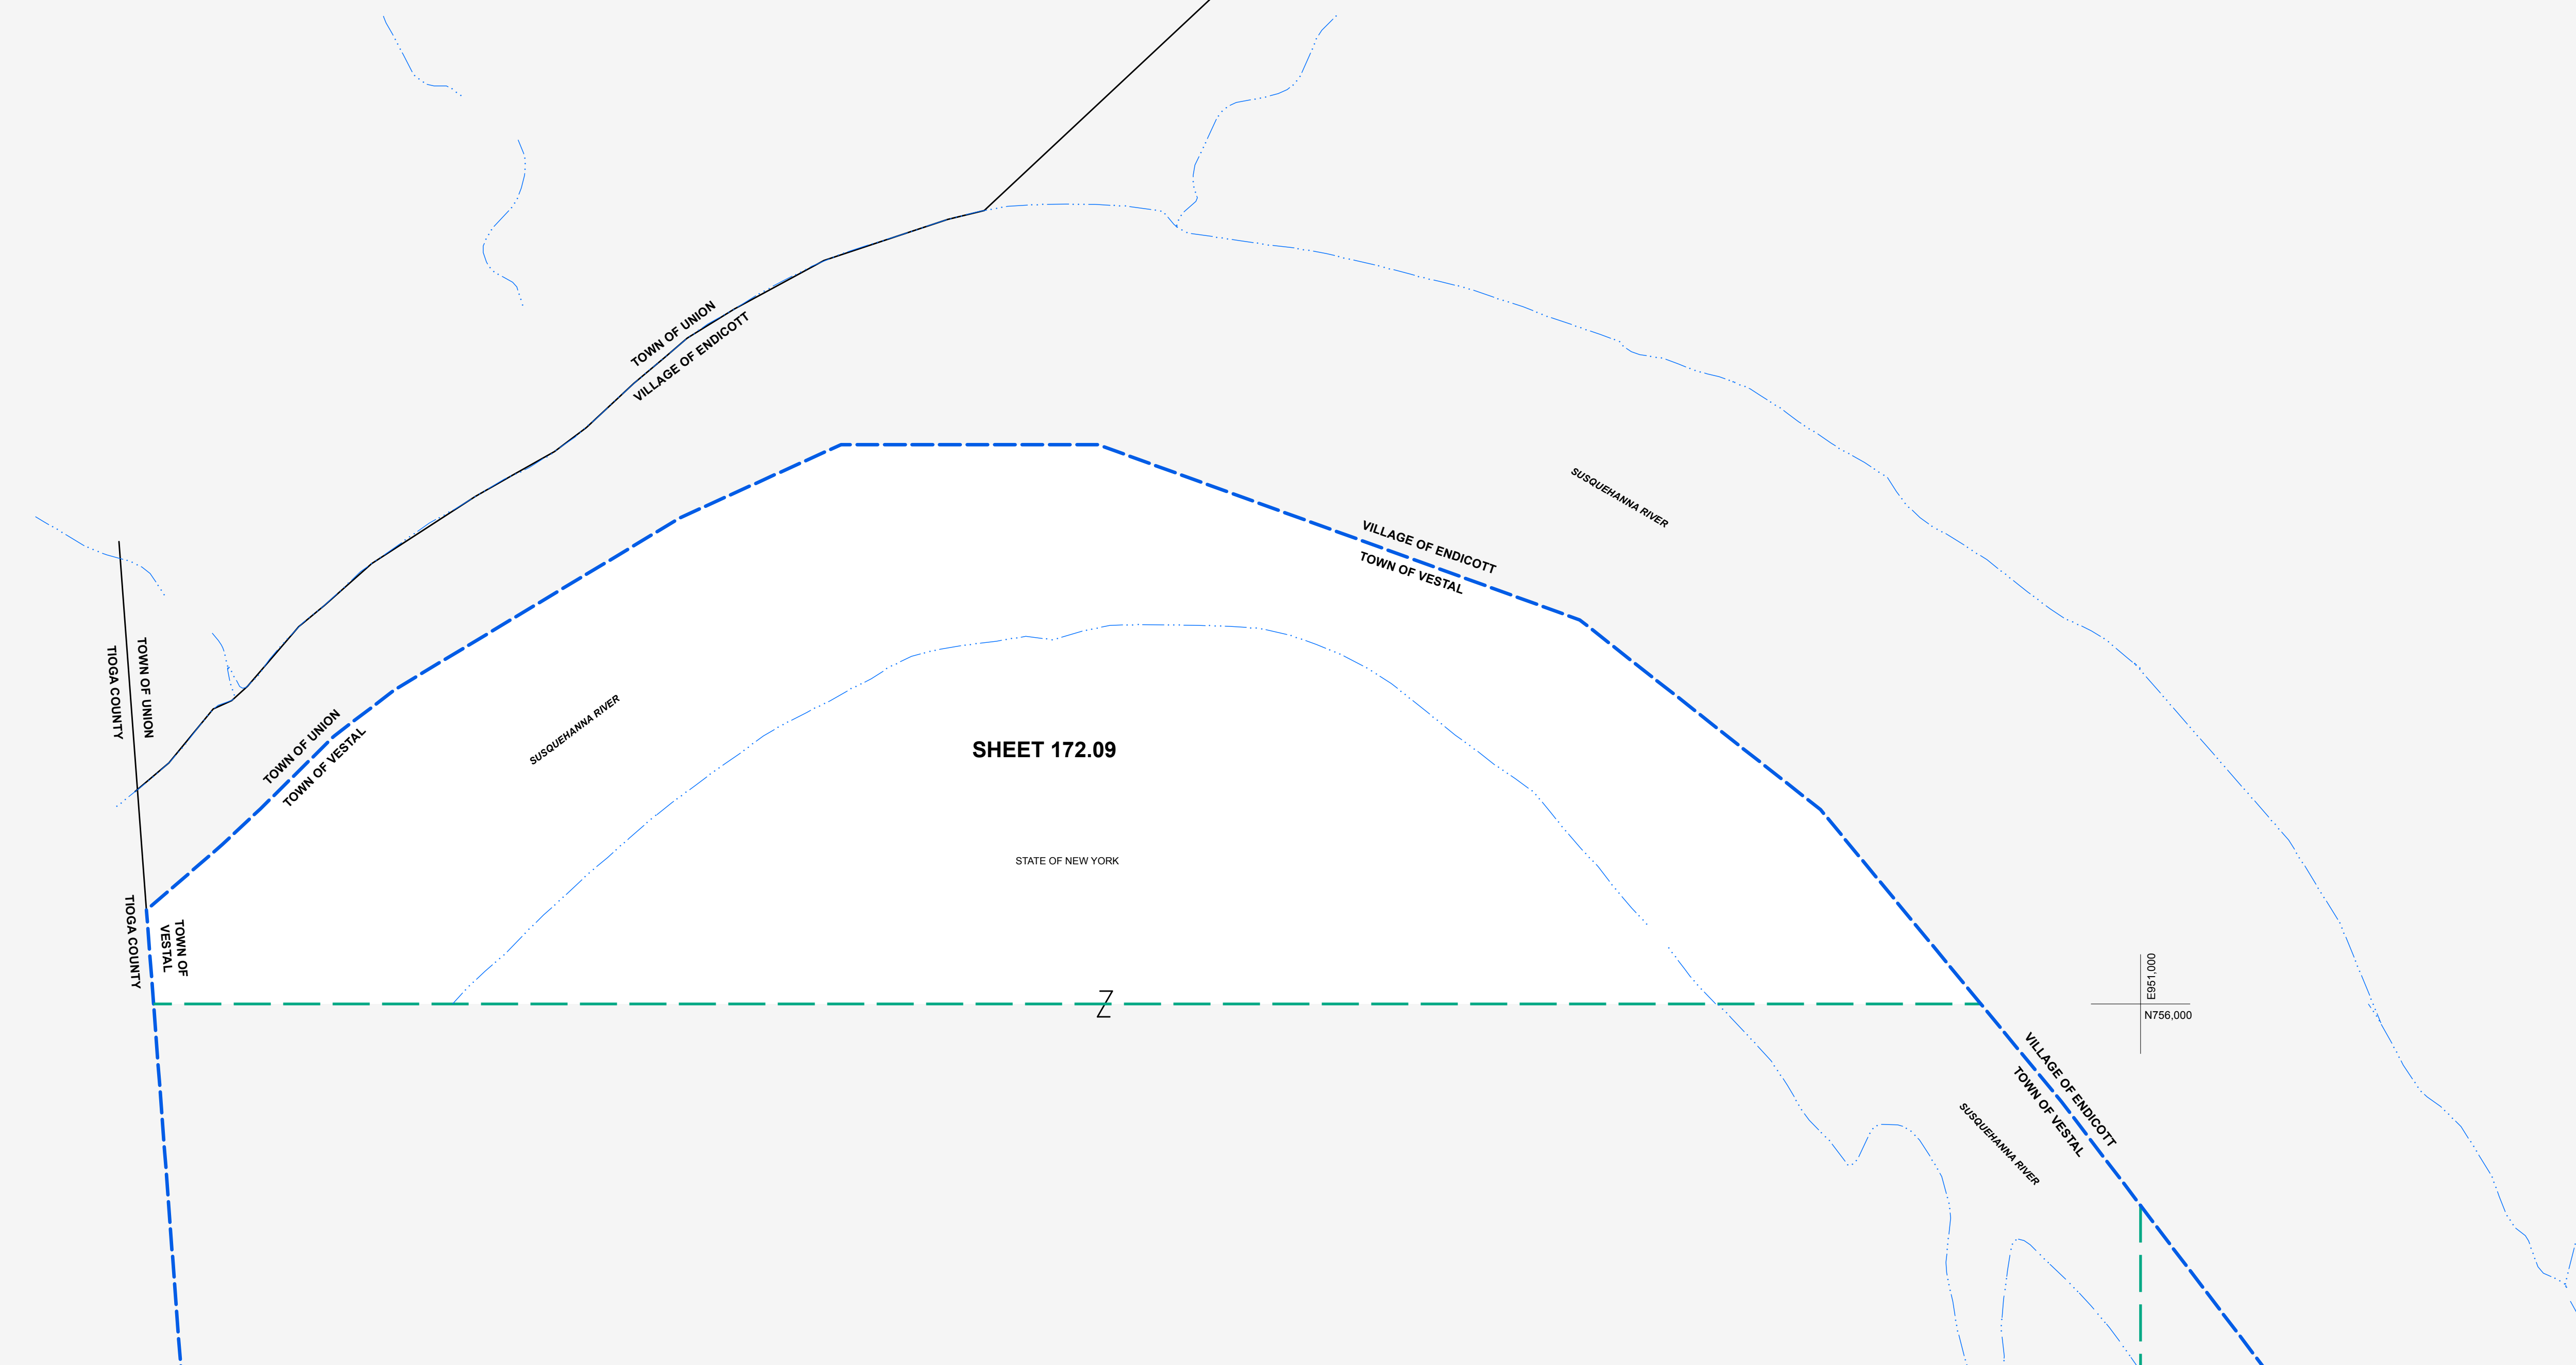 TOWN OF UNION
VILLAGE OF ENDICOTT
SUSQUEHANNA RIVER
VILLAGE OF ENDICOTT
TOWN OF VESTAL
TIOGA COUNTY
TOWN OF UNION
TOWN OF UNION
TOWN OF VESTAL
SUSQUEHANNA RIVER
SHEET 172.09
STATE OF NEW YORK
TIOGA COUNTY
TOWN OF
VESTAL
Z
E951,000
N756,000
VILLAGE OF ENDICOTT
TOWN OF VESTAL
SUSQUEHANNA RIVER